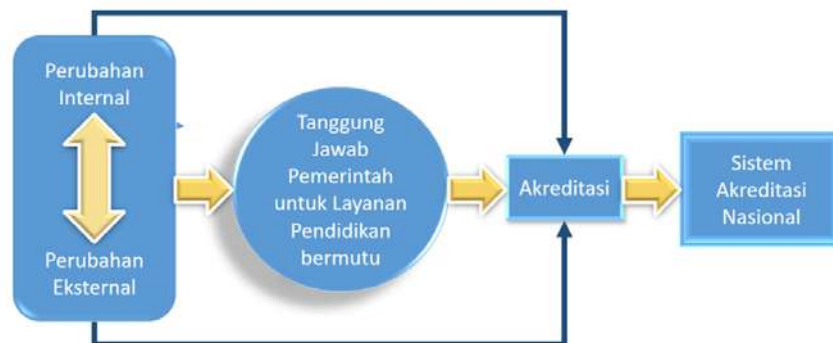 Perubahan
Internal
Perubahan
Eksternal
Tanggung
Jawab
Pemerintah
untuk Layanan
Pendidikan
bermutu
Akreditasi
Sistem
Akreditasi
Nasional